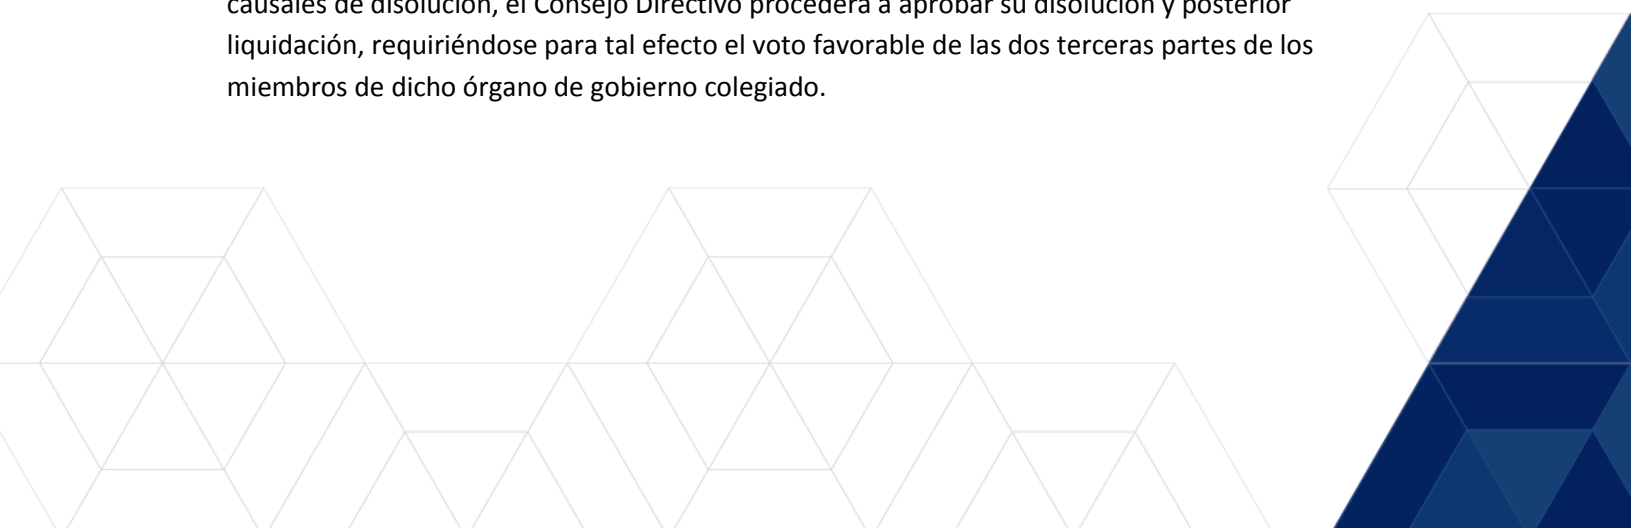 causales de disolución, el Consejo Directivo procederá a aprobar su disolución y posterior
liquidación, requiriéndose para tal efecto el voto favorable de las dos terceras partes de los
miembros de dicho órgano de gobierno colegiado.